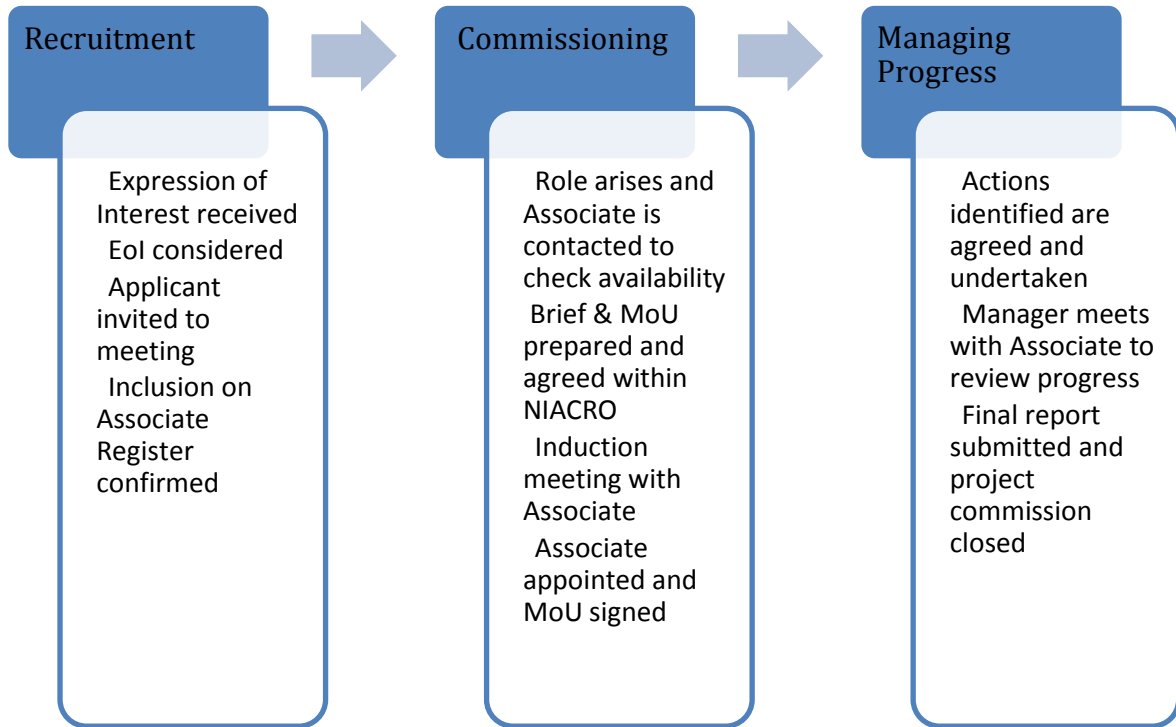 Recruitment
Expression of
Interest received
EoI considered
Applicant
invited to
meeting
Inclusion on
Associate
Register
confirmed
Commissioning
Role arises and
Associate is
contacted to
check availability
Brief & MoU
prepared and
agreed within
NIACRO
Induction
meeting with
Associate
Associate
appointed and
MoU signed
Managing
Progress
Actions
identified are
agreed and
undertaken
Manager meets
with Associate to
review progress
Final report
submitted and
project
commission
closed